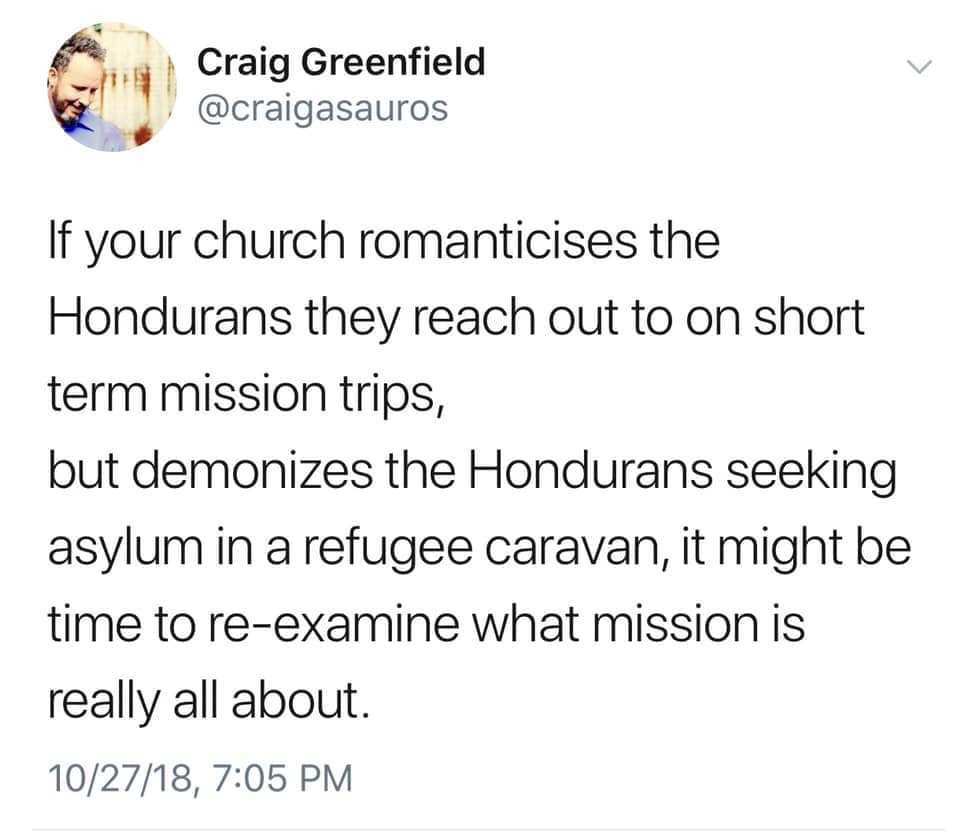 Craig Greenfield
@craigasauros
If your church romanticises the
Hondurans they reach out to on short
term mission trips,
but demonizes the Hondurans seeking
asylum in a refugee caravan, it might be
time to re-examine what mission is
really all about.
10/27/18, 7:05 PM